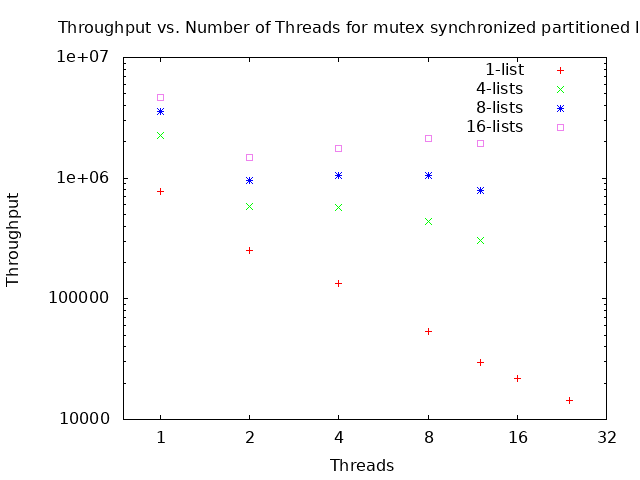 Throughput vs. Number of Threads for mutex synchronized partitioned
1e+07
1e+06
100000
10000
Throughput
1-list
4-lists
8-lists
16-lists
1 2 4 8 16 32
Threads